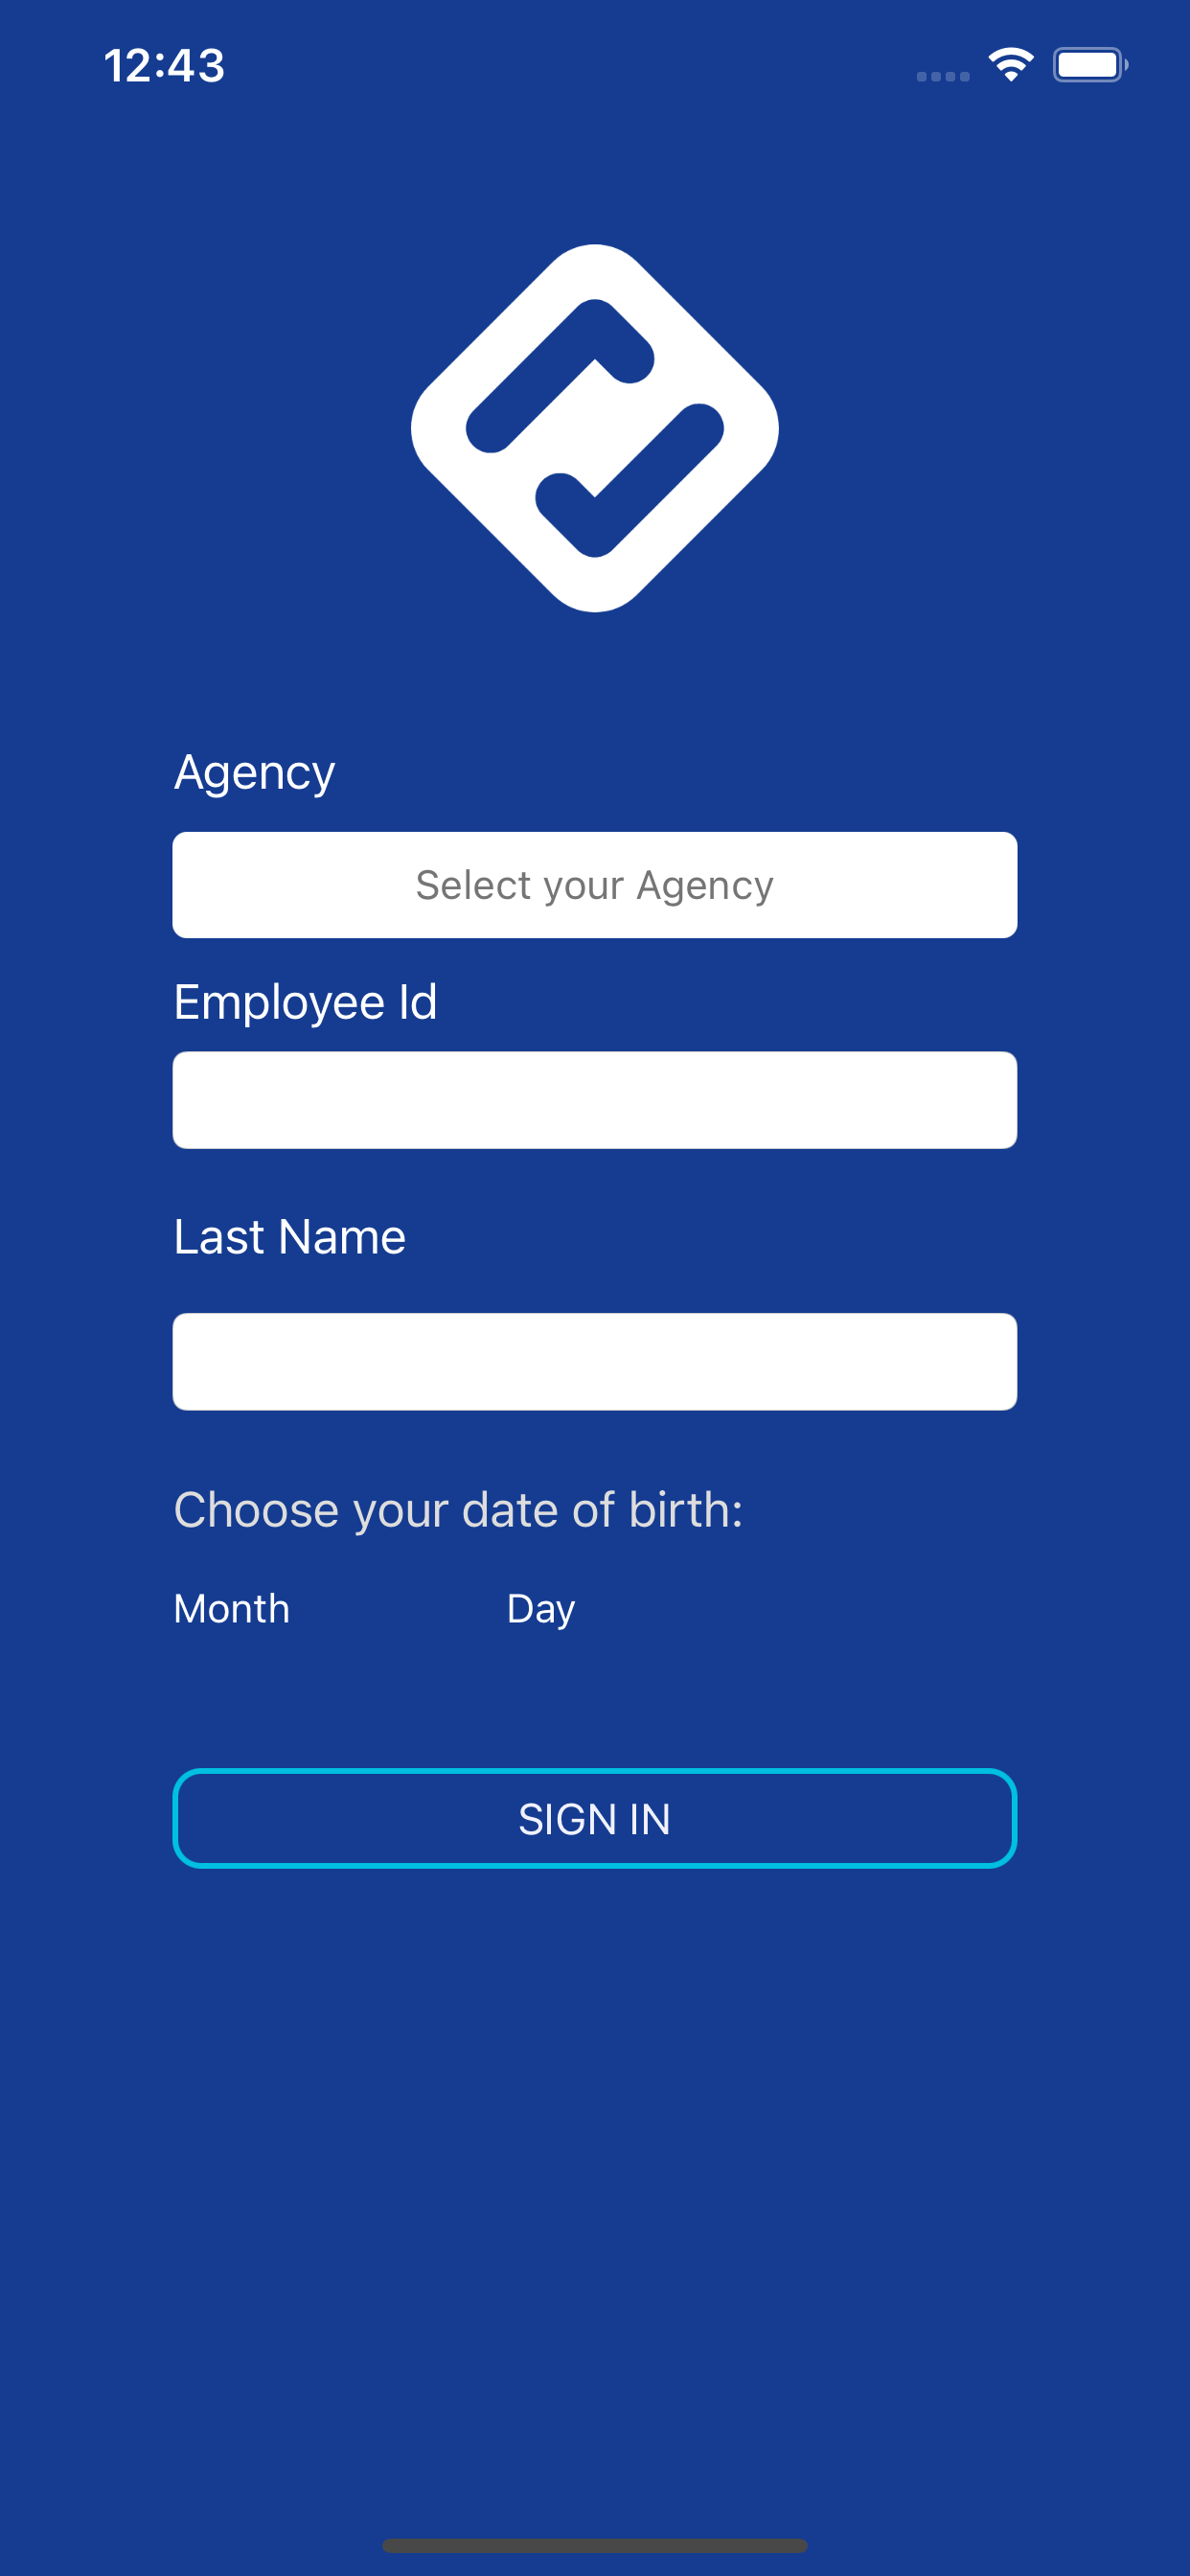 12:43
Agency
Select your Agency
Employee Id
Last Name
Choose your date of birth:
Month Day
SIGN IN